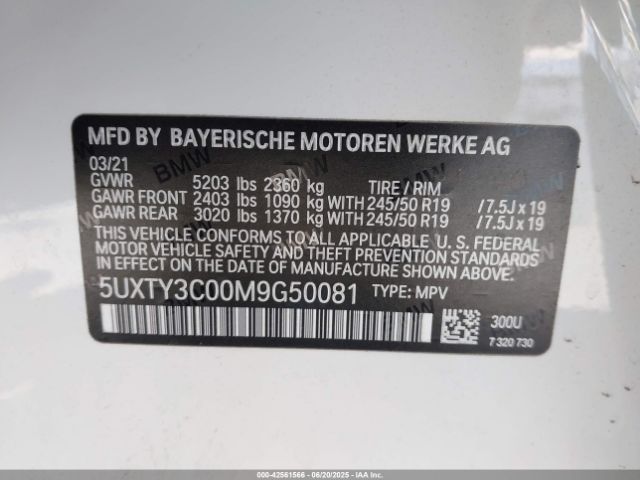 MFD BY BAYERISCHE MOTOREN WERKE AG
03/21
GVWR 5203 lbs 2360 kg TIRE / RIM
GAWR FRONT 2403 lbs 1090 kg WITH 245/50 R19 / 7.5J x 19
GAWR REAR 3020 lbs 1370 kg WITH 245/50 R19 / 7.5J x 19
THIS VEHICLE CONFORMS TO ALL APPLICABLE U. S. FEDERAL
MOTOR VEHICLE SAFETY AND THEFT PREVENTION STANDARDS
IN EFFECT ON THE DATE OF MANUFACTURE SHOWN ABOVE.
5UXTY3C00M9G50081 TYPE: MPV
300U
7 320 730
000-42561566 - 06/20/2025 - IAAI.COM